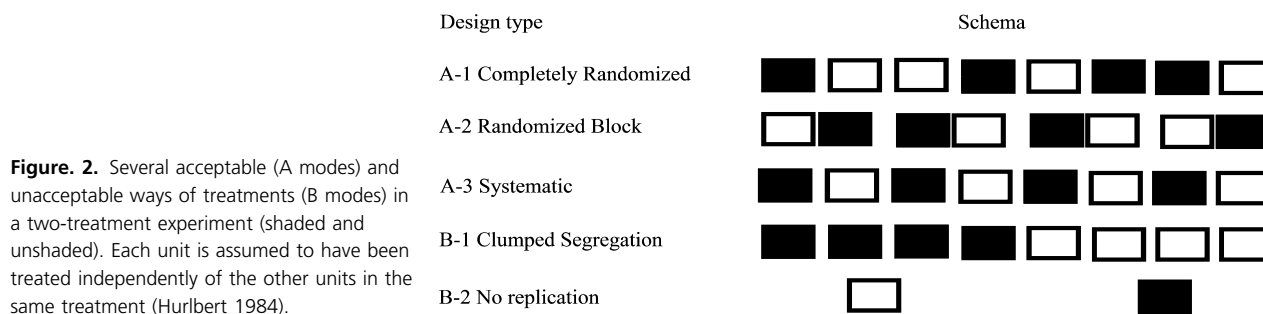 Design type Schema
A-1 Completely Randomized
A-2 Randomized Block
A-3 Systematic
B-1 Clumped Segregation
B-2 No replication
Figure. 2. Several acceptable (A modes) and
unacceptable ways of treatments (B modes) in
a two-treatment experiment (shaded and
unshaded). Each unit is assumed to have been
treated independently of the other units in the
same treatment (Hurlbert 1984).